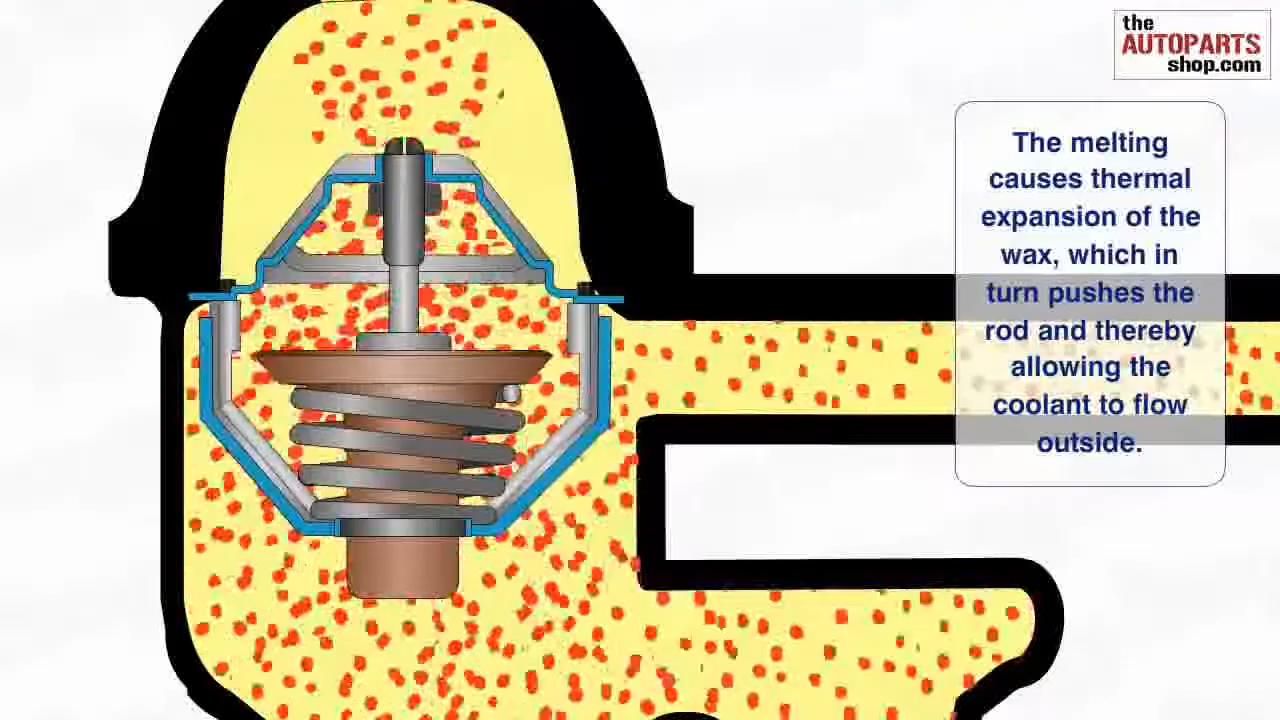 the
AUTOPARTS
shop.com
The melting
causes thermal
expansion of the
wax, which in
turn pushes the
rod and thereby
allowing the
coolant to flow
outside.